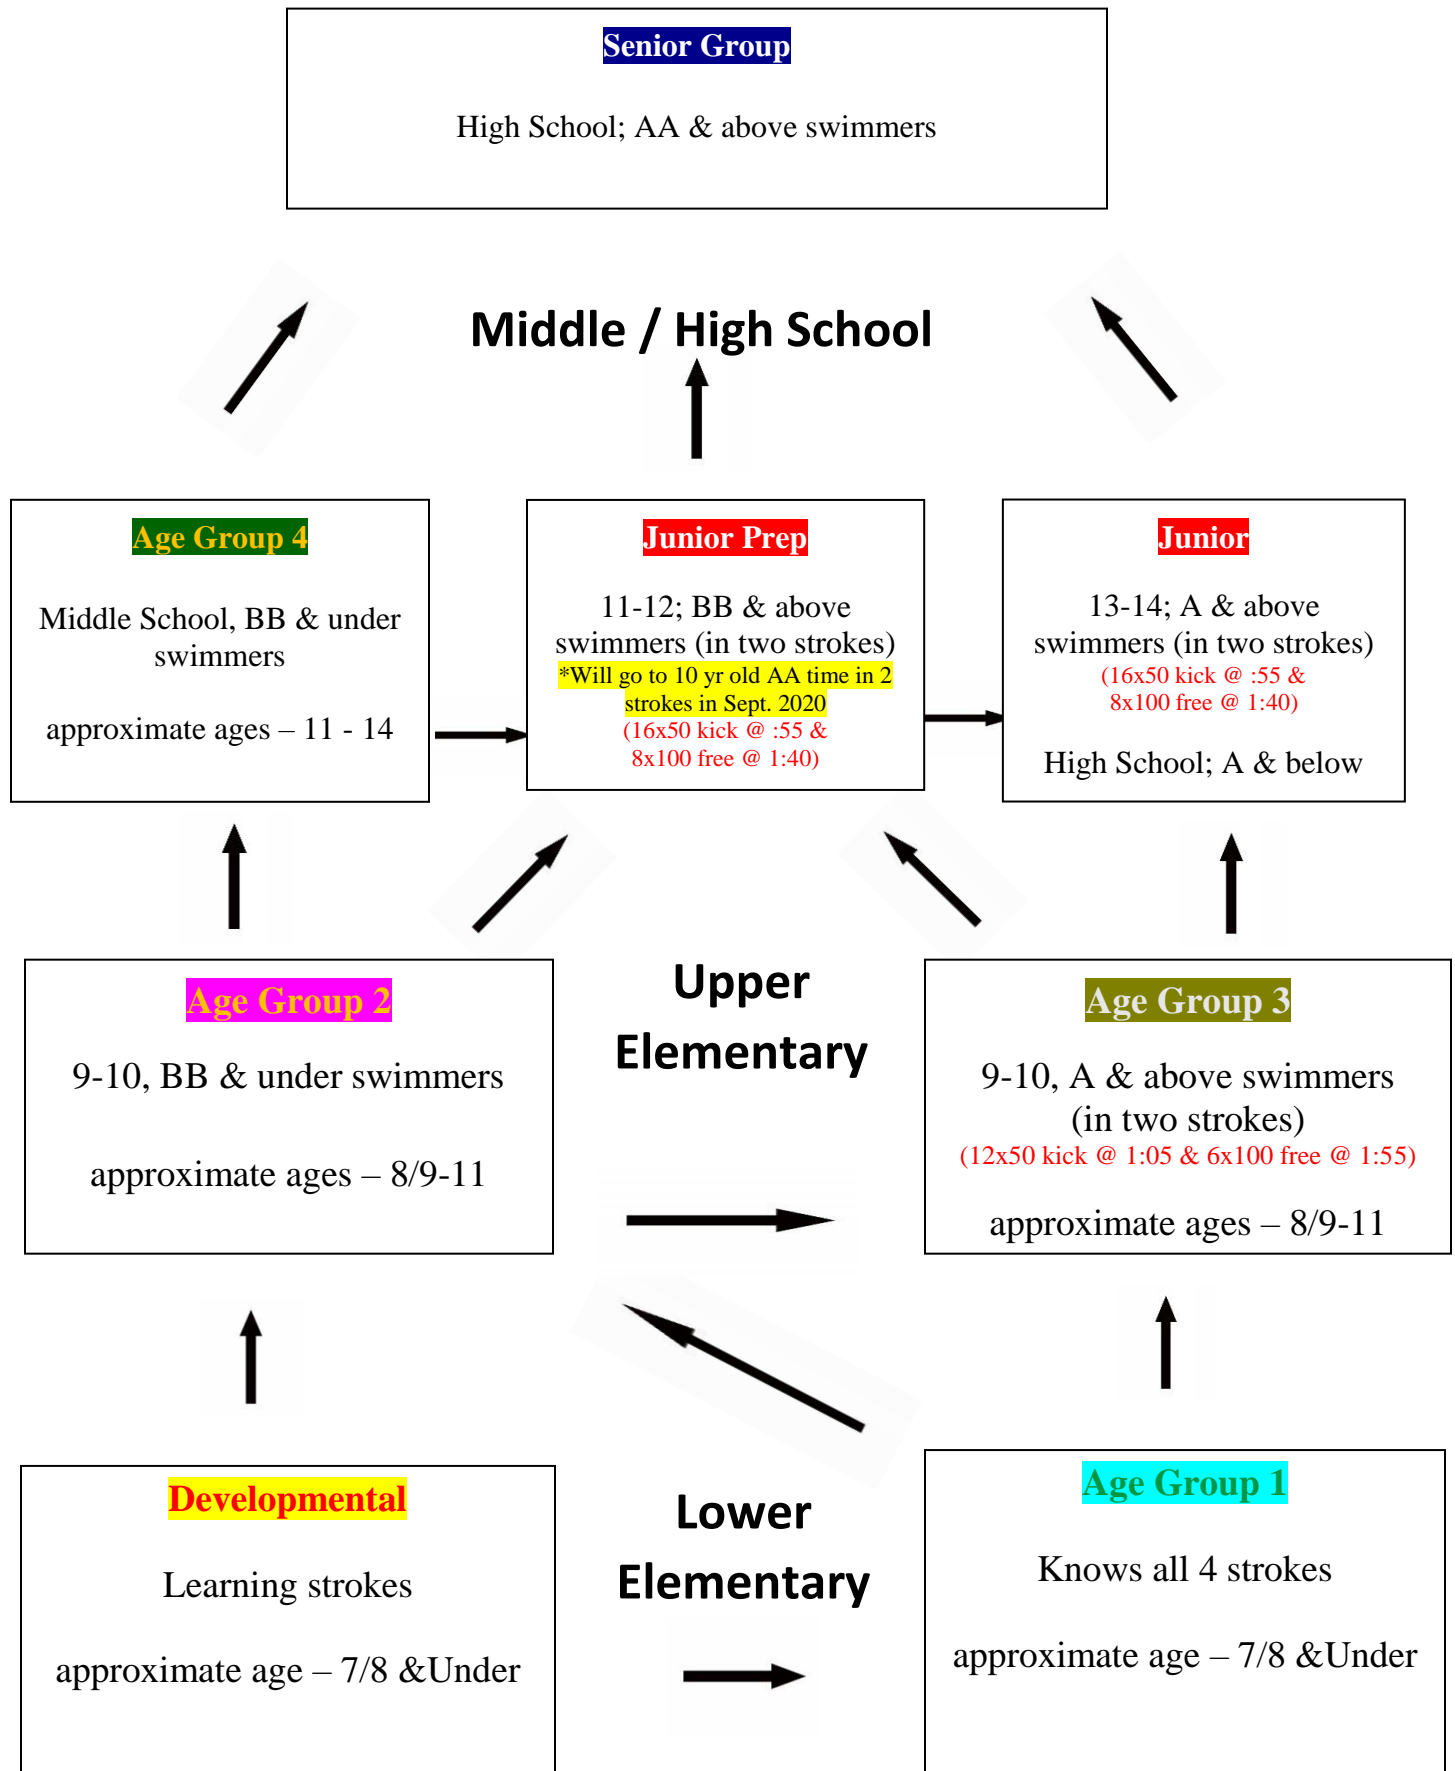 Senior Group
High School; AA & above swimmers
Middle / High School
Age Group 4
Middle School, BB & under
swimmers
approximate ages – 11 - 14
Junior Prep
11-12; BB & above
swimmers (in two strokes)
*Will go to 10 yr old AA time in 2
strokes in Sept. 2020
(16x50 kick @ :55 &
8x100 free @ 1:40)
Junior
13-14; A & above
swimmers (in two strokes)
(16x50 kick @ :55 &
8x100 free @ 1:40)
High School; A & below
Age Group 2
9-10, BB & under swimmers
approximate ages – 8/9-11
Upper
Elementary
Age Group 3
9-10, A & above swimmers
(in two strokes)
(12x50 kick @ 1:05 & 6x100 free @ 1:55)
approximate ages – 8/9-11
Developmental
Learning strokes
approximate age – 7/8 &Under
Lower
Elementary
Age Group 1
Knows all 4 strokes
approximate age – 7/8 &Under